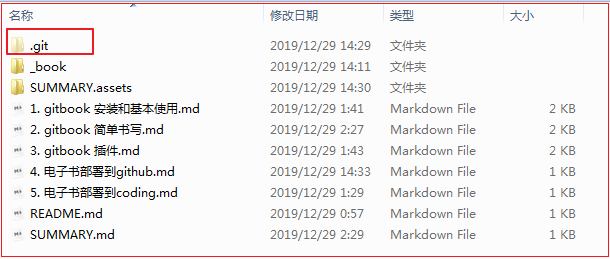 名称 修改日期 类型 大小
.git 2019/12/29 14:29 文件夹
_book 2019/12/29 14:11 文件夹
SUMMARY.assets 2019/12/29 14:30 文件夹
1. gitbook 安装和基本使用.md 2019/12/29 1:41 Markdown File 2 KB
2. gitbook 简单书写.md 2019/12/29 2:27 Markdown File 2 KB
3. gitbook 插件.md 2019/12/29 1:43 Markdown File 2 KB
4. 电子书部署到github.md 2019/12/29 14:33 Markdown File 1 KB
5. 电子书部署到coding.md 2019/12/29 1:29 Markdown File 1 KB
README.md 2019/12/29 0:57 Markdown File 1 KB
SUMMARY.md 2019/12/29 2:29 Markdown File 1 KB